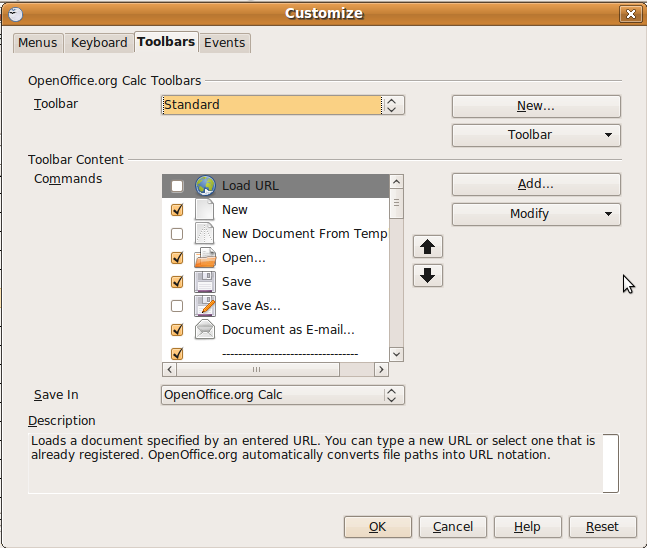 Customize
Menus Keyboard Toolbars Events
OpenOffice.org Calc Toolbars
Toolbar Standard New...
Toolbar
Toolbar Content
Commands Add...
Load URL
New Modify
New Document From Temp
Open...
Save
Save As...
Document as E-mail...
----------------------------------
Save In OpenOffice.org Calc
Description
Loads a document specified by an entered URL. You can type a new URL or select one that is
already registered. OpenOffice.org automatically converts file paths into URL notation.
OK Cancel Help Reset